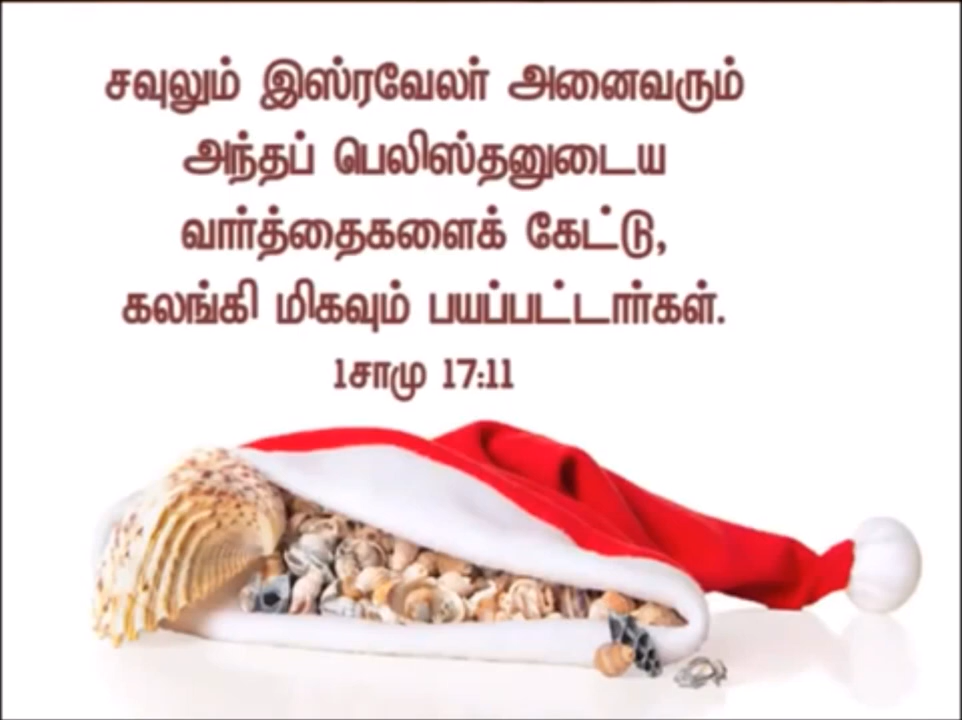 சவுலும் இஸ்ரவேலர் அனைவரும்
அந்தப் பெலிஸ்தனுடைய
வார்த்தைகளைக் கேட்டு,
கலங்கி மிகவும் பயப்பட்டார்கள்.
1சாமு 17:11